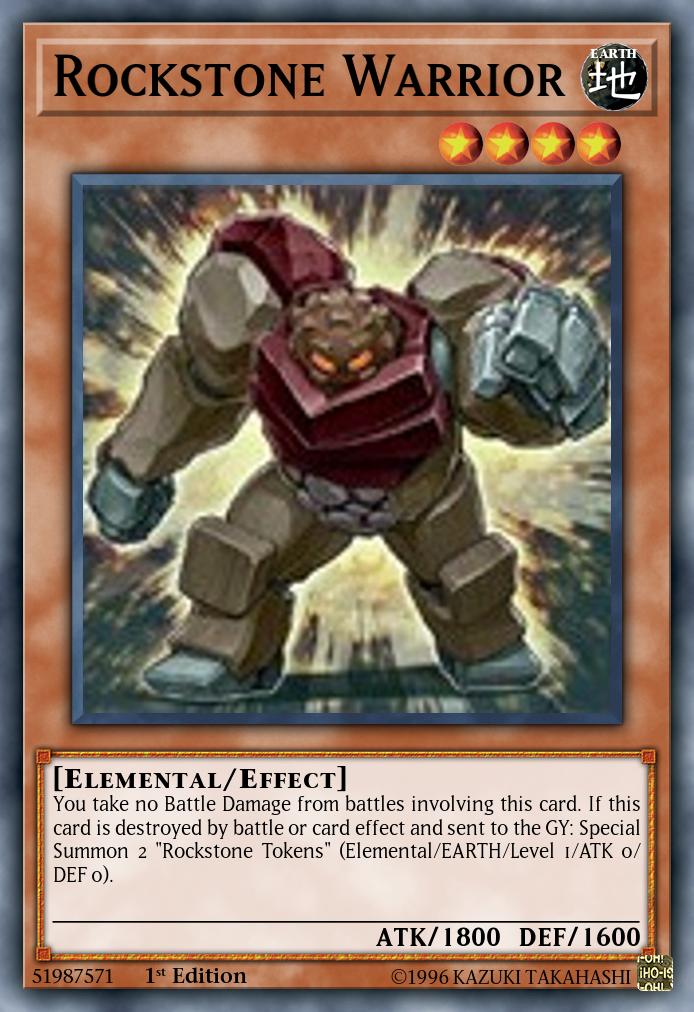 ROCKSTONE WARRIOR
EARTH
地
[ELEMENTAL/EFFECT]
You take no Battle Damage from battles involving this card. If this
card is destroyed by battle or card effect and sent to the GY: Special
Summon 2 "Rockstone Tokens" (Elemental/EARTH/Level 1/ATK 0/
DEF 0).
ATK/1800 DEF/1600
51987571 1st Edition ©1996 KAZUKI TAKAHASHI